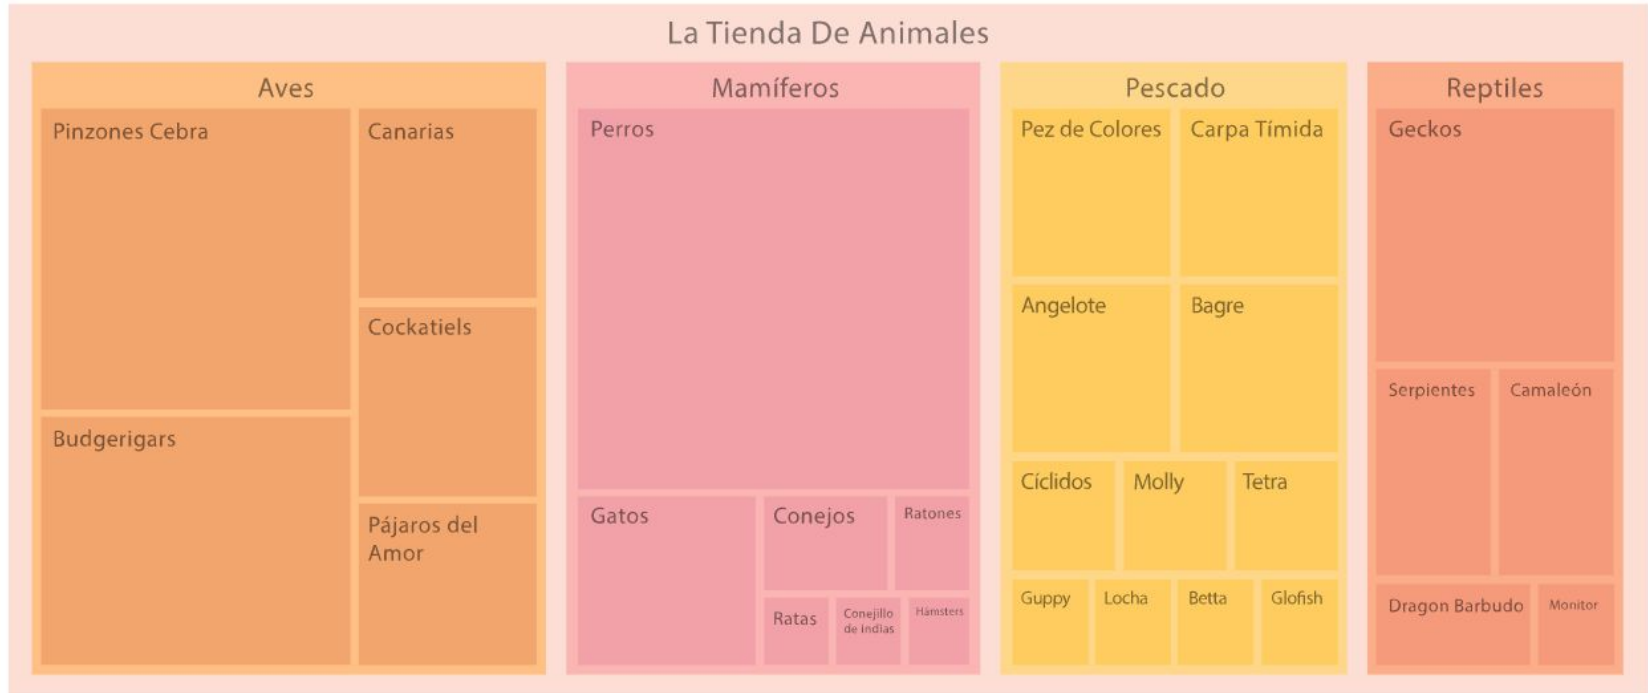 La Tienda De Animales
Aves
Pinzones Cebra
Canarias
Cockatiels
Budgerigars
Pájaros del
Amor
Mamíferos
Perros
Gatos
Conejos
Ratones
Ratas
Conejillo
de indias
Hámsters
Pescado
Pez de Colores
Carpa Tímida
Angelote
Bagre
Cíclidos
Molly
Tetra
Guppy
Locha
Betta
Glofish
Reptiles
Geckos
Serpientes
Camaleón
Dragon Barbudo
Monitor